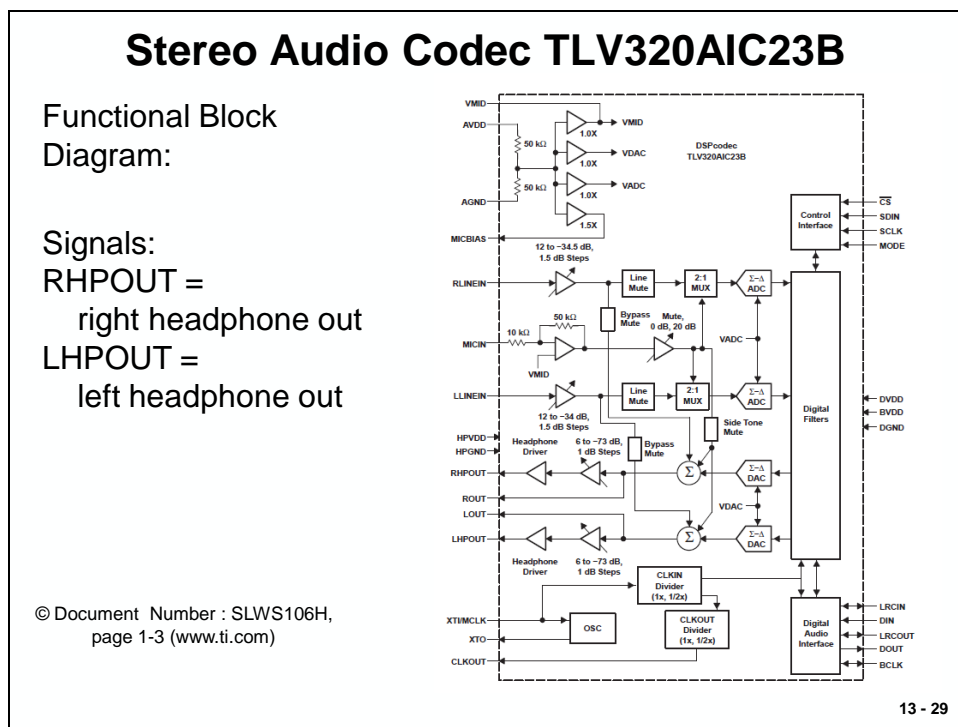 Stereo Audio Codec TLV320AIC23B
Functional Block
Diagram:
Signals:
RHPOUT =
right headphone out
LHPOUT =
left headphone out
© Document Number : SLWS106H,
page 1-3 (www.ti.com)
VMID
AVDD
50 kΩ
50 kΩ
AGND
MICBIAS
1.0X
VMID
1.0X
VDAC
1.0X
VADC
1.5X
DSPcodec
TLV320AIC23B
Control
Interface
CS
SDIN
SCLK
MODE
12 to −34.5 dB,
1.5 dB Steps
RLINEIN
Line
Mute
2:1
MUX
Σ−Δ
ADC
Bypass
Mute
50 kΩ
10 kΩ
MICIN
VMID
Mute,
0 dB, 20 dB
VADC
LLINEIN
12 to −34 dB,
1.5 dB Steps
Line
Mute
2:1
MUX
Σ−Δ
ADC
Side Tone
Mute
Bypass
Mute
Digital
Filters
DVDD
BVDD
DGND
HPVDD
HPGND
Headphone
Driver
6 to −73 dB,
1 dB Steps
RHPOUT
Σ
Σ−Δ
DAC
ROUT
VDAC
LOUT
LHPOUT
Σ
Σ−Δ
DAC
Headphone
Driver
6 to −73 dB,
1 dB Steps
CLKIN
Divider
(1x, 1/2x)
XTI/MCLK
OSC
CLKOUT
Divider
(1x, 1/2x)
XTO
CLKOUT
Digital
Audio
Interface
LRCIN
DIN
LRCOUT
DOUT
BCLK
13 - 29